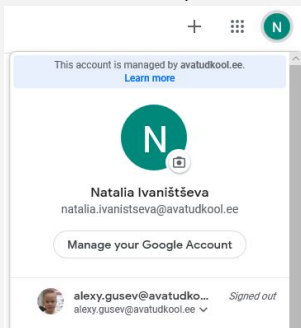 N
This account is managed by avatudkool.ee.
Learn more
N
Natalia Ivaništševa
natalia.ivanistseva@avatudkool.ee
Manage your Google Account
alexy.gusev@avatudko... Signed out
alexy.gusev@avatudkool.ee